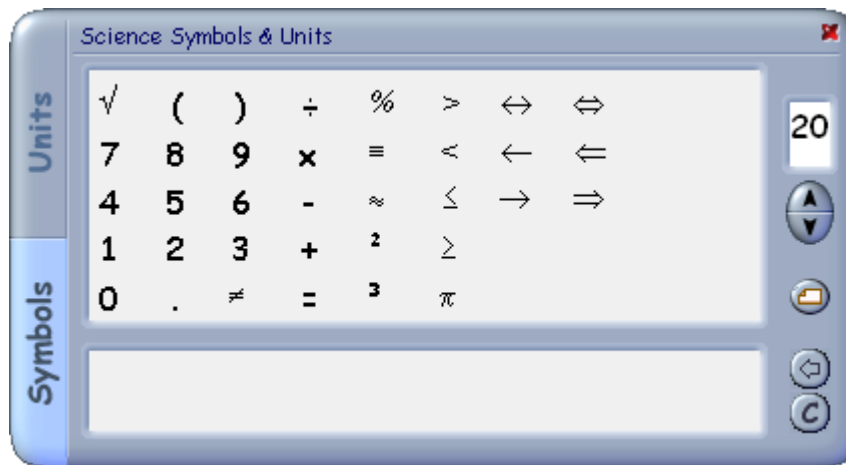 Science Symbols & Units
Units
Symbols
√ ( ) ÷ % > ↔ ⇔
7 8 9 × ≡ < ← ⇐
4 5 6 - ≈ ≤ → ⇒
1 2 3 + ² ≥
0 . ≠ = ³ π
20
C